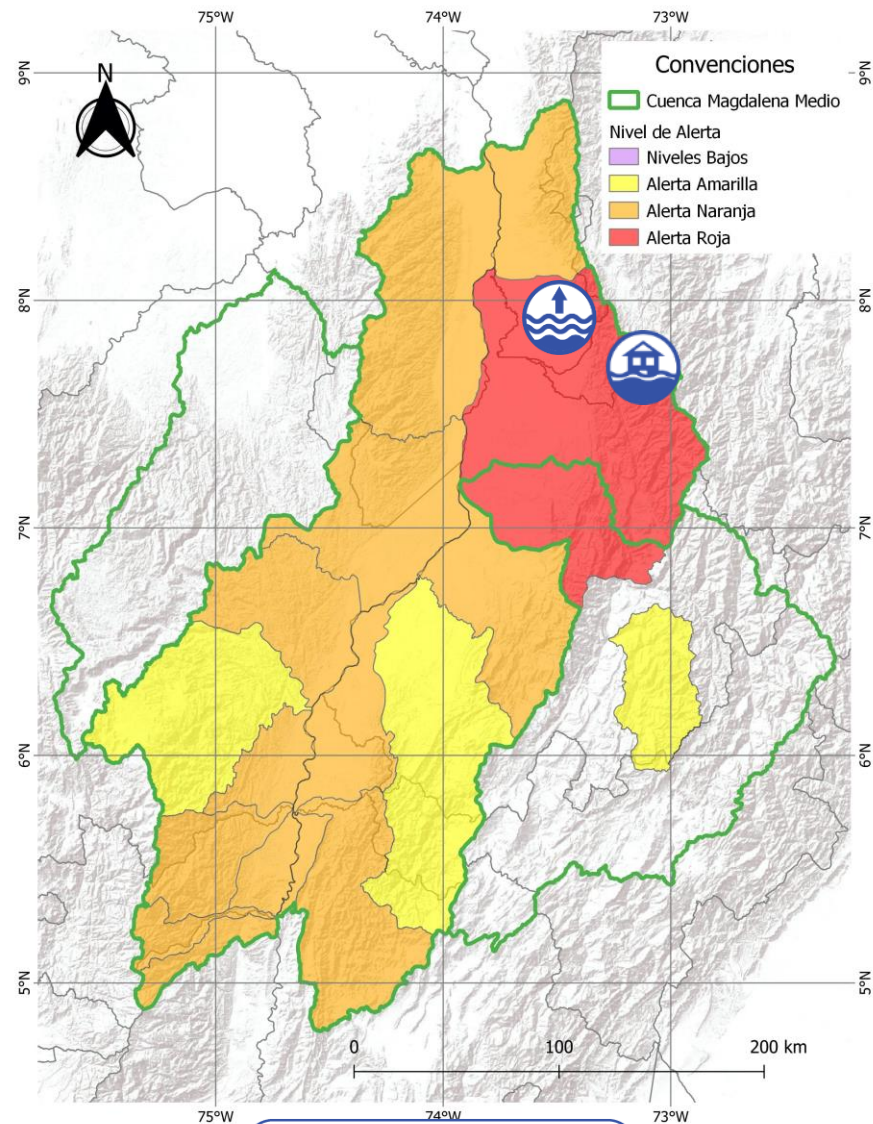 75°W 74°W 73°W
9°N 9°N
N
Convenciones
Cuenca Magdalena Medio
Nivel de Alerta
Niveles Bajos
Alerta Amarilla
Alerta Naranja
Alerta Roja
8°N 8°N
7°N 7°N
6°N 6°N
5°N 5°N
0 100 200 km
75°W 74°W 73°W